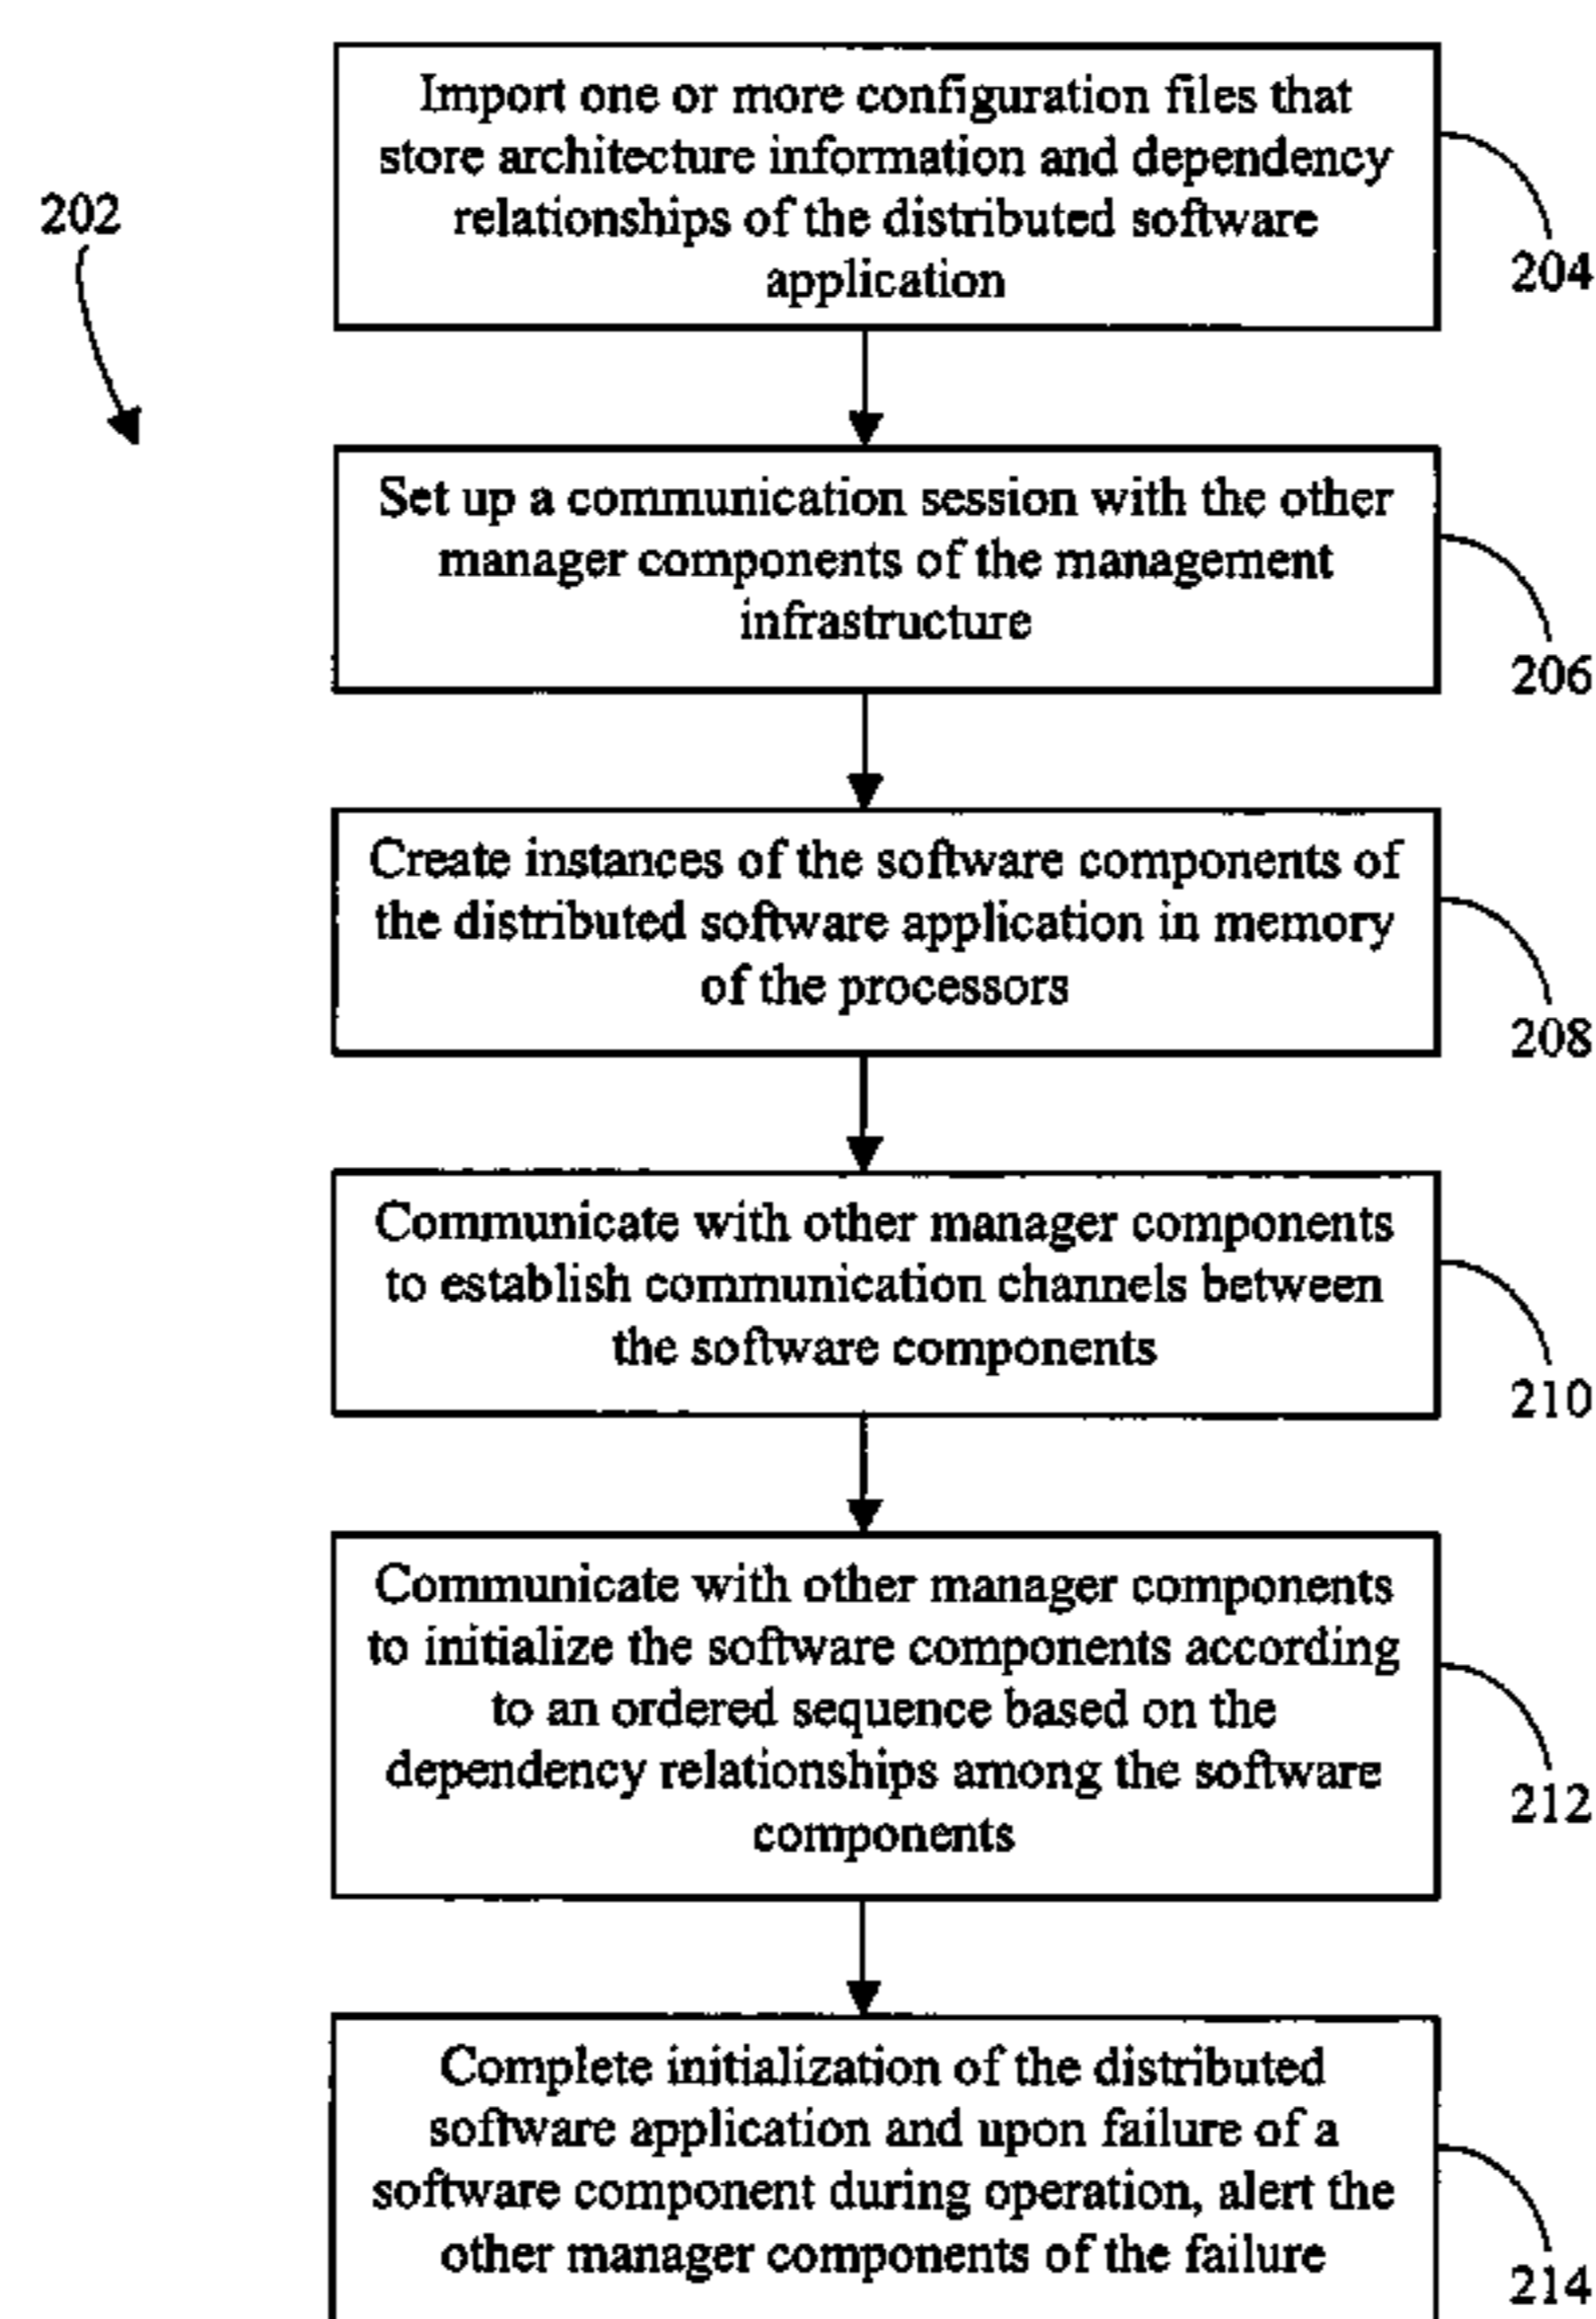 Import one or more configuration files that
store architecture information and dependency
relationships of the distributed software
application
202
204
Set up a communication session with the other
manager components of the management
infrastructure
206
Create instances of the software components of
the distributed software application in memory
of the processors
208
Communicate with other manager components
to establish communication channels between
the software components
210
Communicate with other manager components
to initialize the software components according
to an ordered sequence based on the
dependency relationships among the software
components
212
Complete initialization of the distributed
software application and upon failure of a
software component during operation, alert the
other manager components of the failure
214